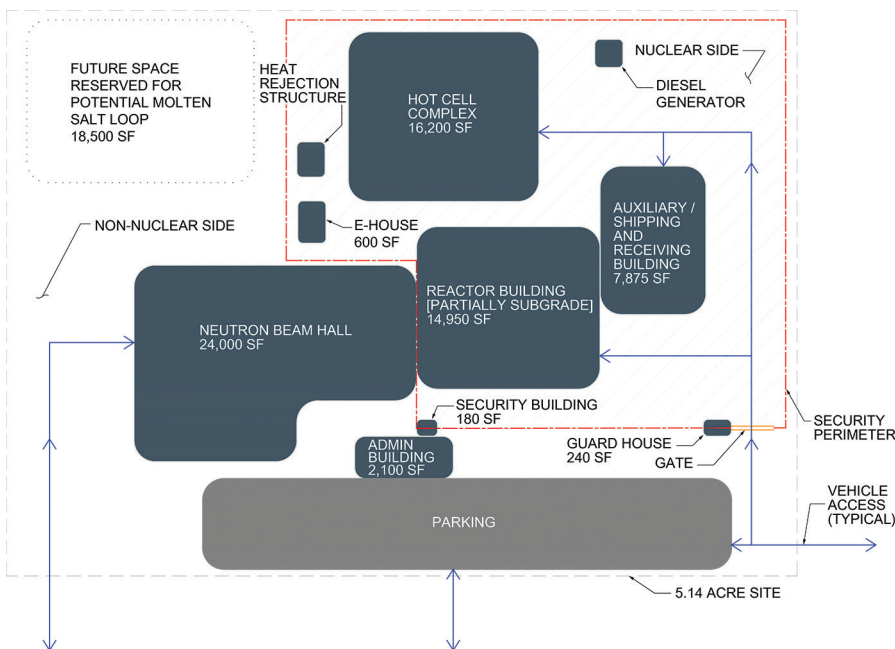 FUTURE SPACE
RESERVED FOR
POTENTIAL MOLTEN
SALT LOOP
18,500 SF
HEAT
REJECTION
STRUCTURE
HOT CELL
COMPLEX
16,200 SF
NUCLEAR SIDE
DIESEL
GENERATOR
NON-NUCLEAR SIDE
E-HOUSE
600 SF
AUXILIARY /
SHIPPING
AND
RECEIVING
BUILDING
7,875 SF
REACTOR BUILDING
[PARTIALLY SUBGRADE]
14,950 SF
NEUTRON BEAM HALL
24,000 SF
SECURITY BUILDING
180 SF
SECURITY
PERIMETER
ADMIN
BUILDING
2,100 SF
GUARD HOUSE
240 SF
GATE
VEHICLE
ACCESS
(TYPICAL)
PARKING
5.14 ACRE SITE